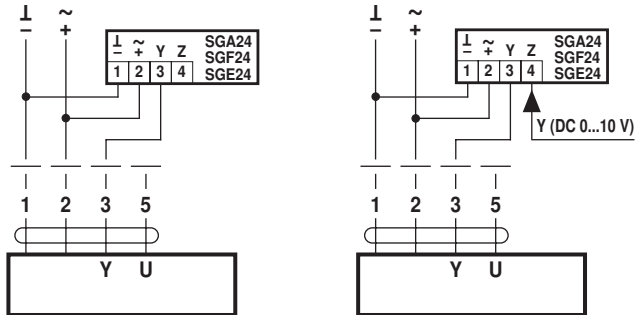 ⊥ ~
– +
⊥ ~ Y Z SGA24
– + SGF24
1 2 3 4 SGE24
1 2 3 5
Y U
⊥ ~
– +
⊥ ~ Y Z SGA24
– + SGF24
1 2 3 4 SGE24
Y (DC 0...10 V)
1 2 3 5
Y U